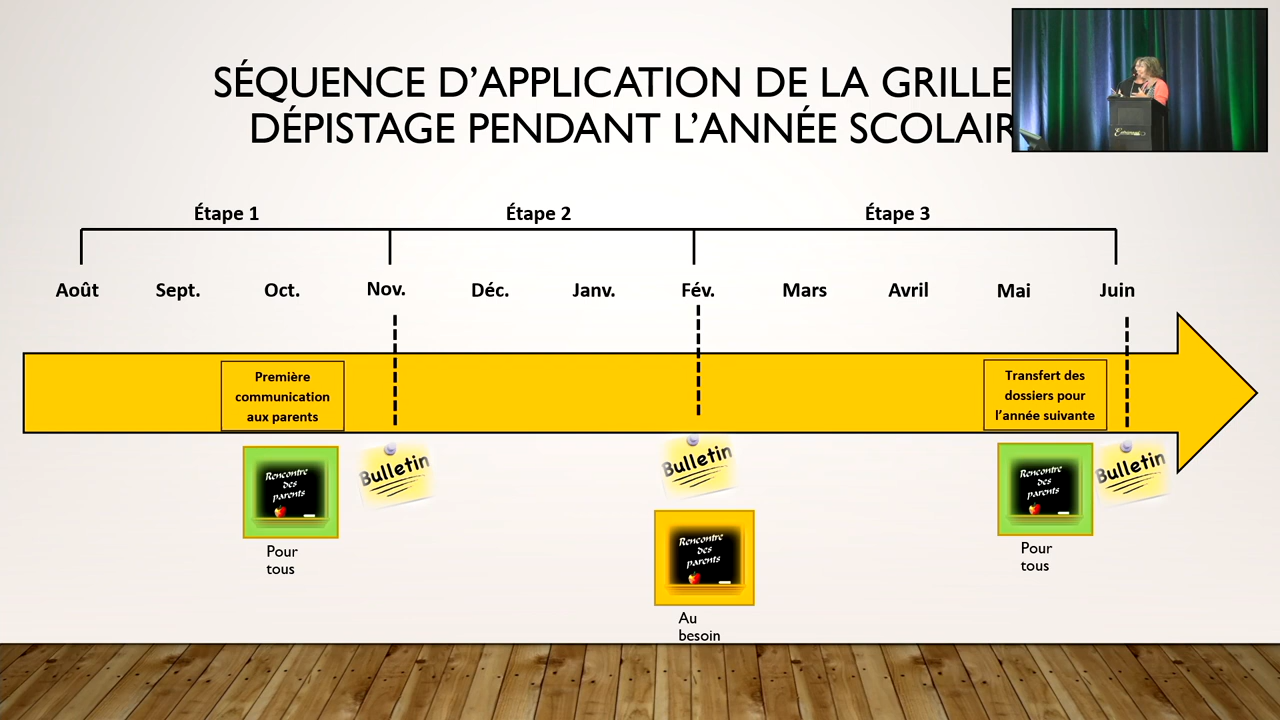 SÉQUENCE D'APPLICATION DE LA GRILLE
DÉPISTAGE PENDANT L'ANNÉE
Étape 1
Étape 2
Étape 3
Août
Sept.
Oct.
Nov.
Déc.
Janv.
Fév.
Mars
Avril
Mai
Juin
Première
communication
aux parents
Transfert des
dossiers pour
l'année suivante
Rencontre
des
parents
Bulletin
Bulletin
Rencontre
des
parents
Bulletin
Pour
tous
Rencontre
des
parents
Pour
tous
Au
besoin